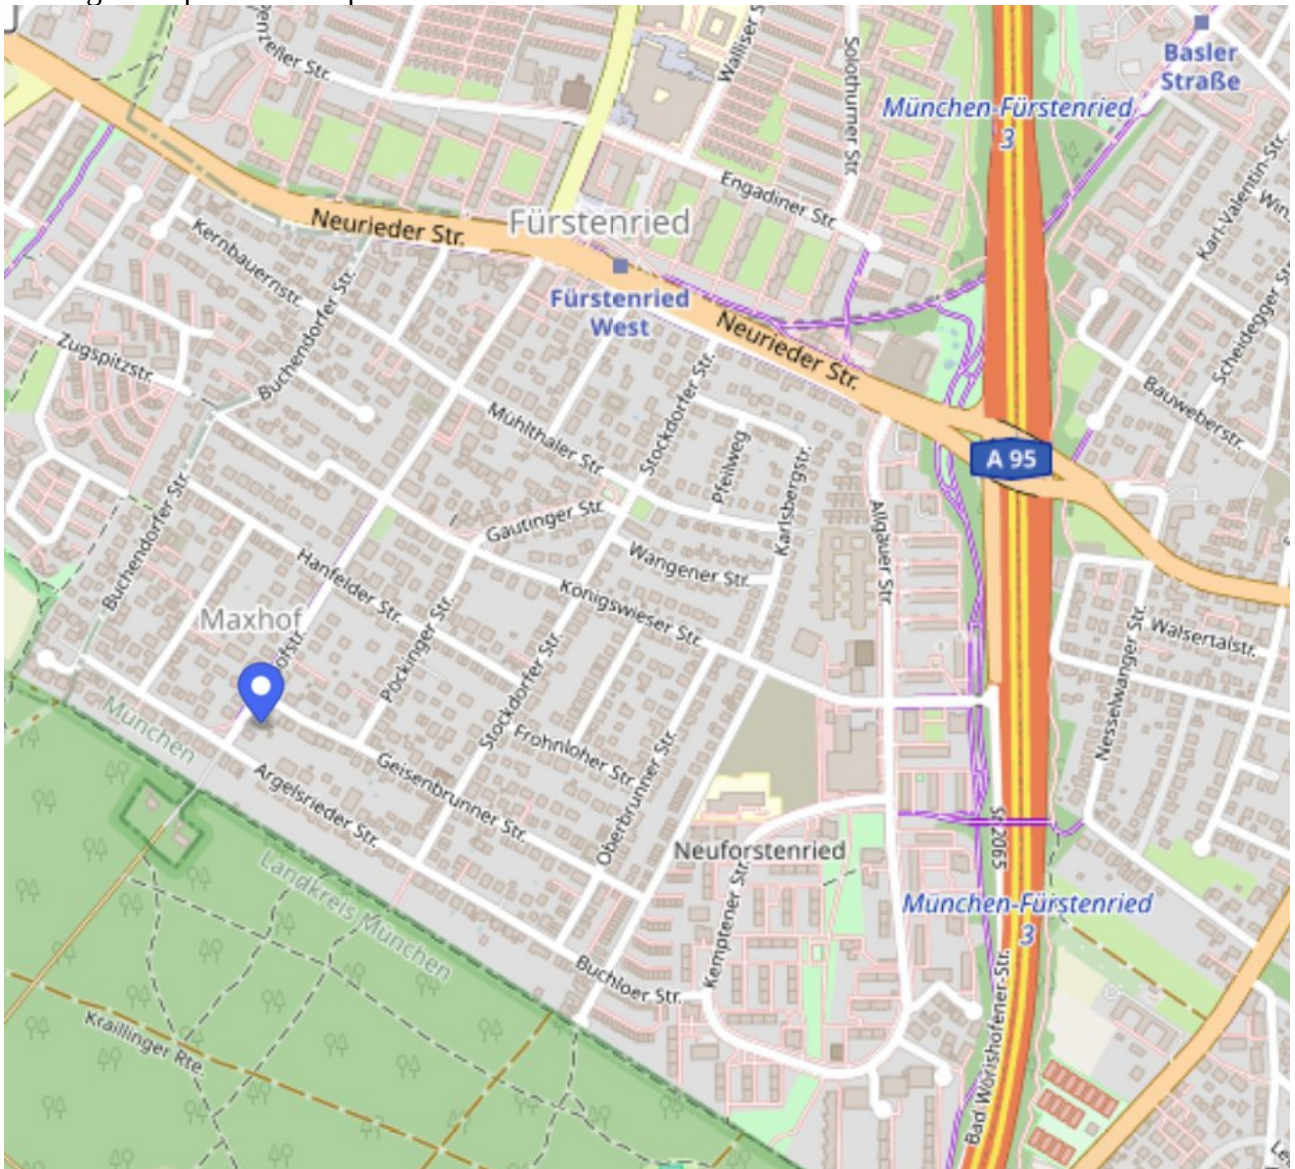 Walliser S
enzeller Str.
Solothurner Str.
Basler
Straße
München-Fürstenried
3
Karl-Valentin-Str.
Engadiner Str.
Neurieder Str.
Fürstenried
Kernbauernstr.
Buchendorfer Str.
Fürstenried
West
Neurieder Str.
Scheidegger St
Zugspitzstr.
Bauweberstr.
Mühlthaler Str.
Stockdorfer Str.
Pfeilweg
Karlsbergstr.
A 95
Buchendorfer Str.
Gautinger Str.
Allgäuer Str.
Hanfelder Str.
Wangener Str.
Königswieser Str.
Maxhof
ofstr.
Pockinger Str.
Stockdorfer Str.
Nesselwanger Str.
Walsertalstr.
München
Frohnloher Str.
Oberbrunner Str.
Geisenbrunner Str.
Argelsrieder Str.
St 2065
Neuforstenried
Landkreis München
Kemptener Str.
München-Fürstenried
3
Buchloer Str.
Kraillinger Rte.
Bad Wörishofener-Str.